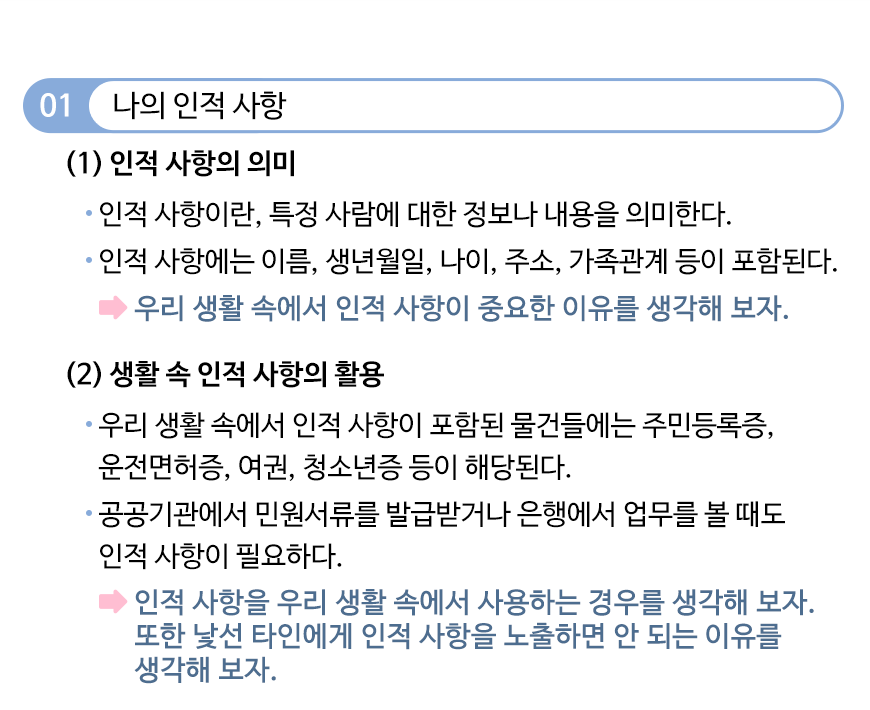 01 나의 인적 사항
(1) 인적 사항의 의미
• 인적 사항이란, 특정 사람에 대한 정보나 내용을 의미한다.
• 인적 사항에는 이름, 생년월일, 나이, 주소, 가족관계 등이 포함된다.
➡ 우리 생활 속에서 인적 사항이 중요한 이유를 생각해 보자.
(2) 생활 속 인적 사항의 활용
• 우리 생활 속에서 인적 사항이 포함된 물건들에는 주민등록증,
운전면허증, 여권, 청소년증 등이 해당된다.
• 공공기관에서 민원서류를 발급받거나 은행에서 업무를 볼 때도
인적 사항이 필요하다.
➡ 인적 사항을 우리 생활 속에서 사용하는 경우를 생각해 보자.
또한 낯선 타인에게 인적 사항을 노출하면 안 되는 이유를
생각해 보자.